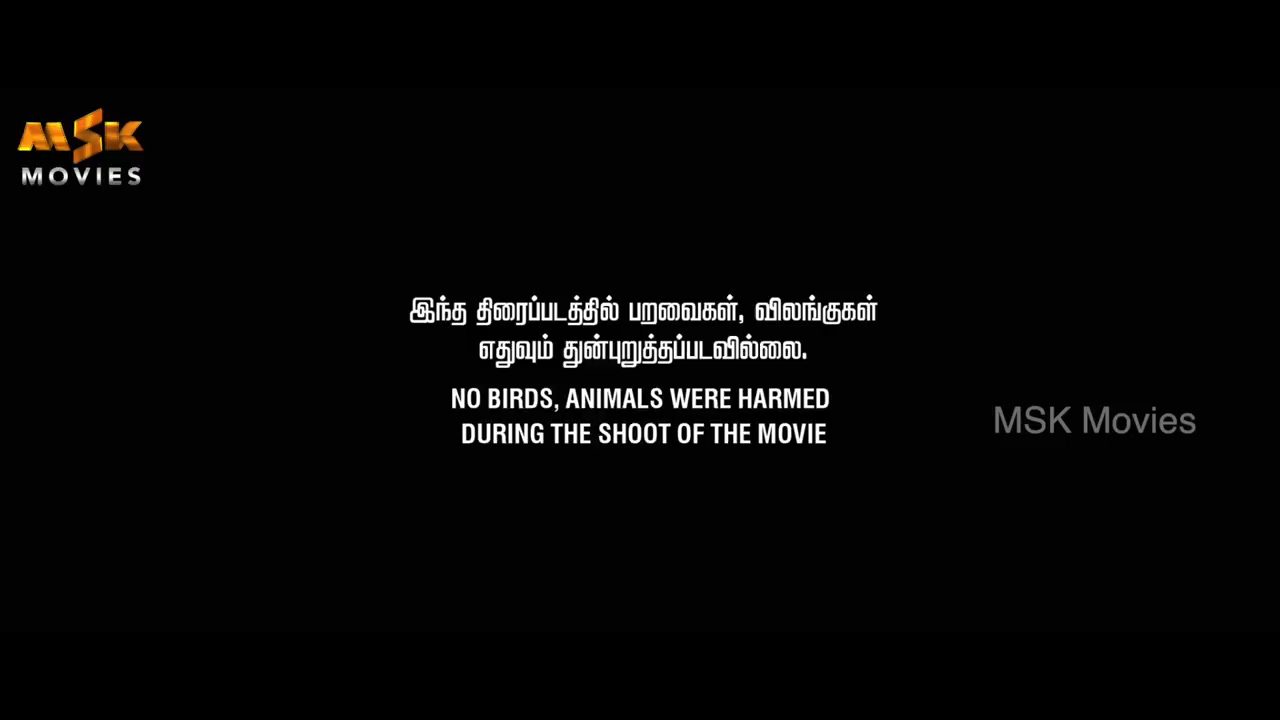 MSK
MOVIES
இந்த திரைப்படத்தில் பறவைகள், விலங்குகள்
எதுவும் துன்புறுத்தப்படவில்லை.
NO BIRDS, ANIMALS WERE HARMED
DURING THE SHOOT OF THE MOVIE
MSK Movies